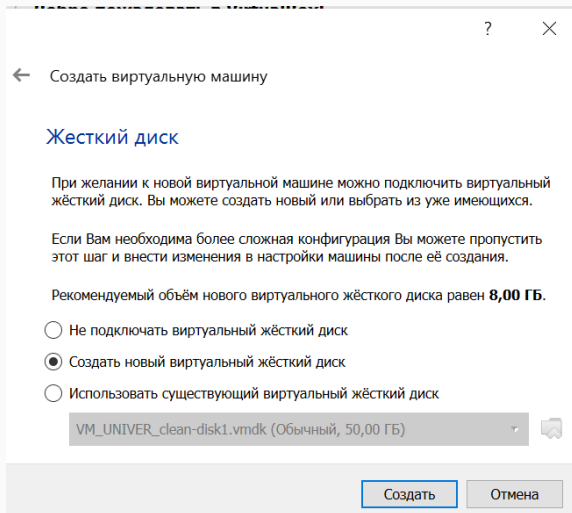 ?
Создать виртуальную машину
Жесткий диск
При желании к новой виртуальной машине можно подключить виртуальный
жёсткий диск. Вы можете создать новый или выбрать из уже имеющихся.
Если Вам необходима более сложная конфигурация Вы можете пропустить
этот шаг и внести изменения в настройки машины после её создания.
Рекомендуемый объём нового виртуального жёсткого диска равен 8,00 ГБ.
Не подключать виртуальный жёсткий диск
Создать новый виртуальный жёсткий диск
Использовать существующий виртуальный жёсткий диск
VM_UNIVER_clean-disk1.vmdk (Обычный, 50,00 ГБ)
Создать
Отмена